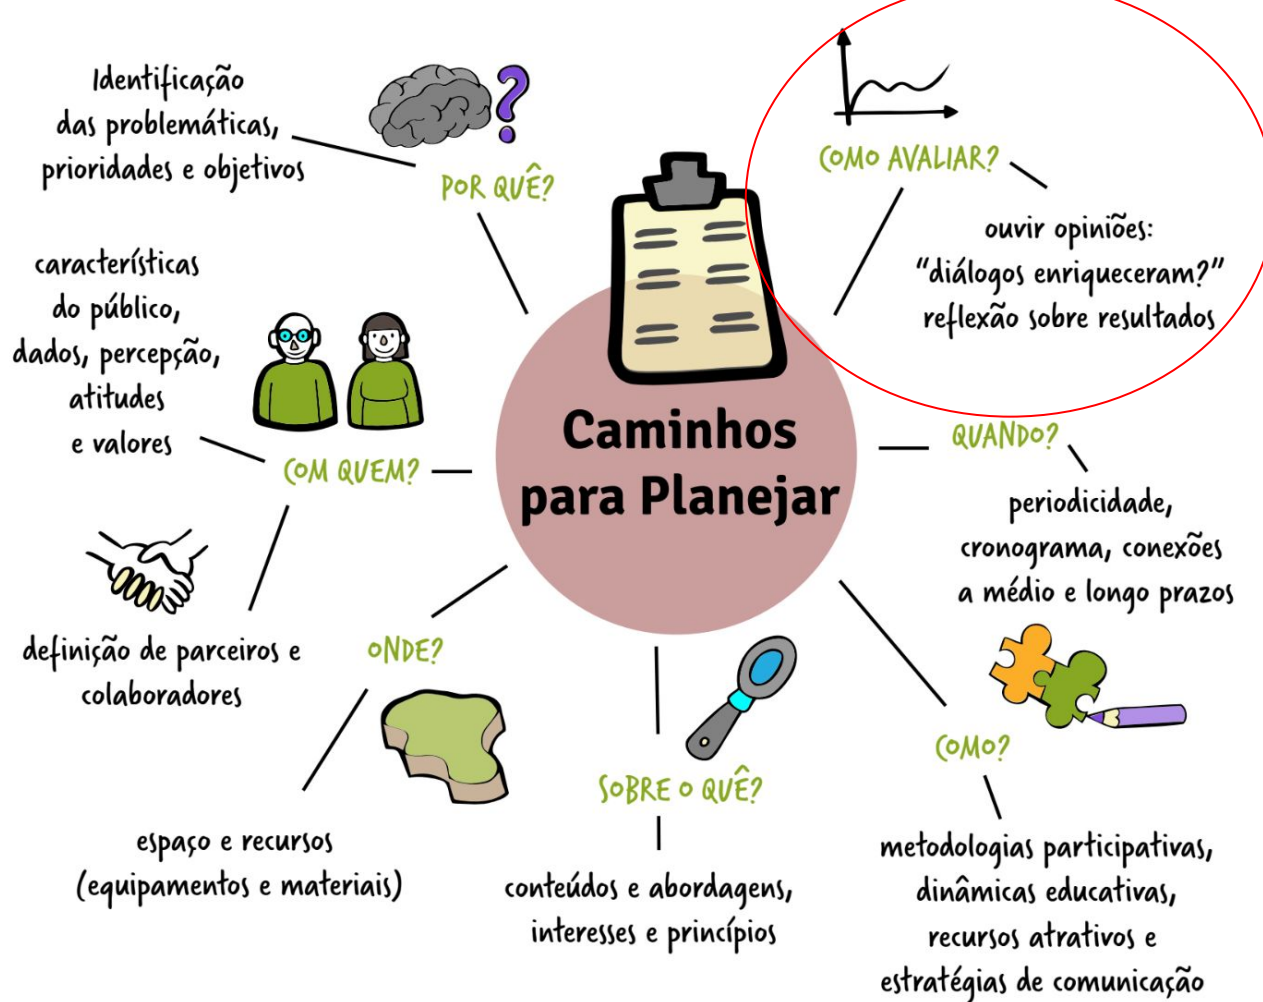 Identificação
das problemáticas,
prioridades e objetivos
POR QUÊ?
COMO AVALIAR?
ouvir opiniões:
“diálogos enriqueceram?”
reflexão sobre resultados
características
do público,
dados, percepção,
atitudes
e valores
COM QUEM?
Caminhos
para Planejar
QUANDO?
periodicidade,
cronograma, conexões
a médio e longo prazos
definição de parceiros e
colaboradores
ONDE?
espaço e recursos
(equipamentos e materiais)
SOBRE O QUÊ?
conteúdos e abordagens,
interesses e princípios
COMO?
metodologias participativas,
dinâmicas educativas,
recursos atrativos e
estratégias de comunicação